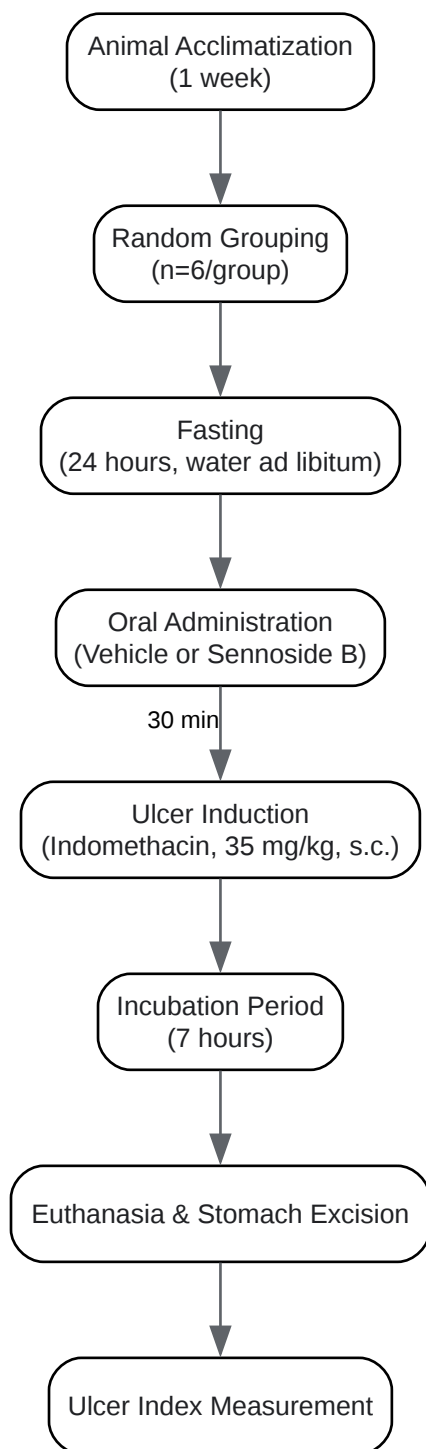 Animal Acclimatization
(1 week)
Random Grouping
(n=6/group)
Fasting
(24 hours, water ad libitum)
Oral Administration
(Vehicle or Sennoside B)
30 min
Ulcer Induction
(Indomethacin, 35 mg/kg, s.c.)
Incubation Period
(7 hours)
Euthanasia & Stomach Excision
Ulcer Index Measurement